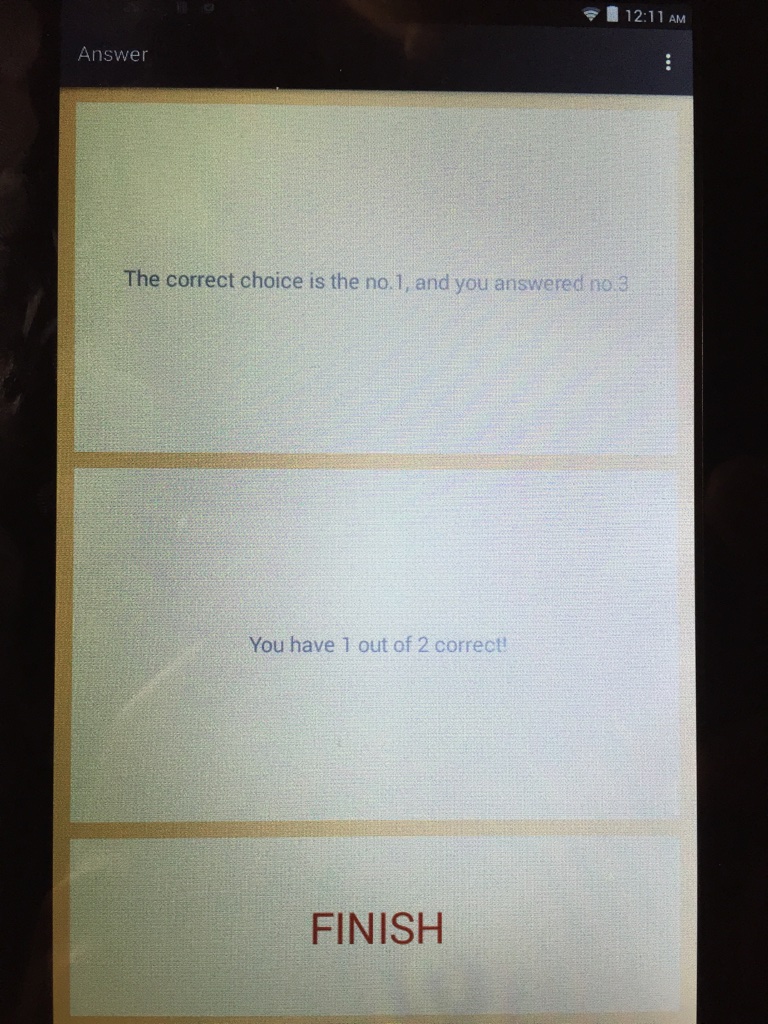 12:11 AM
Answer
The correct choice is the no.1, and you answered no.3
You have 1 out of 2 correct!
FINISH